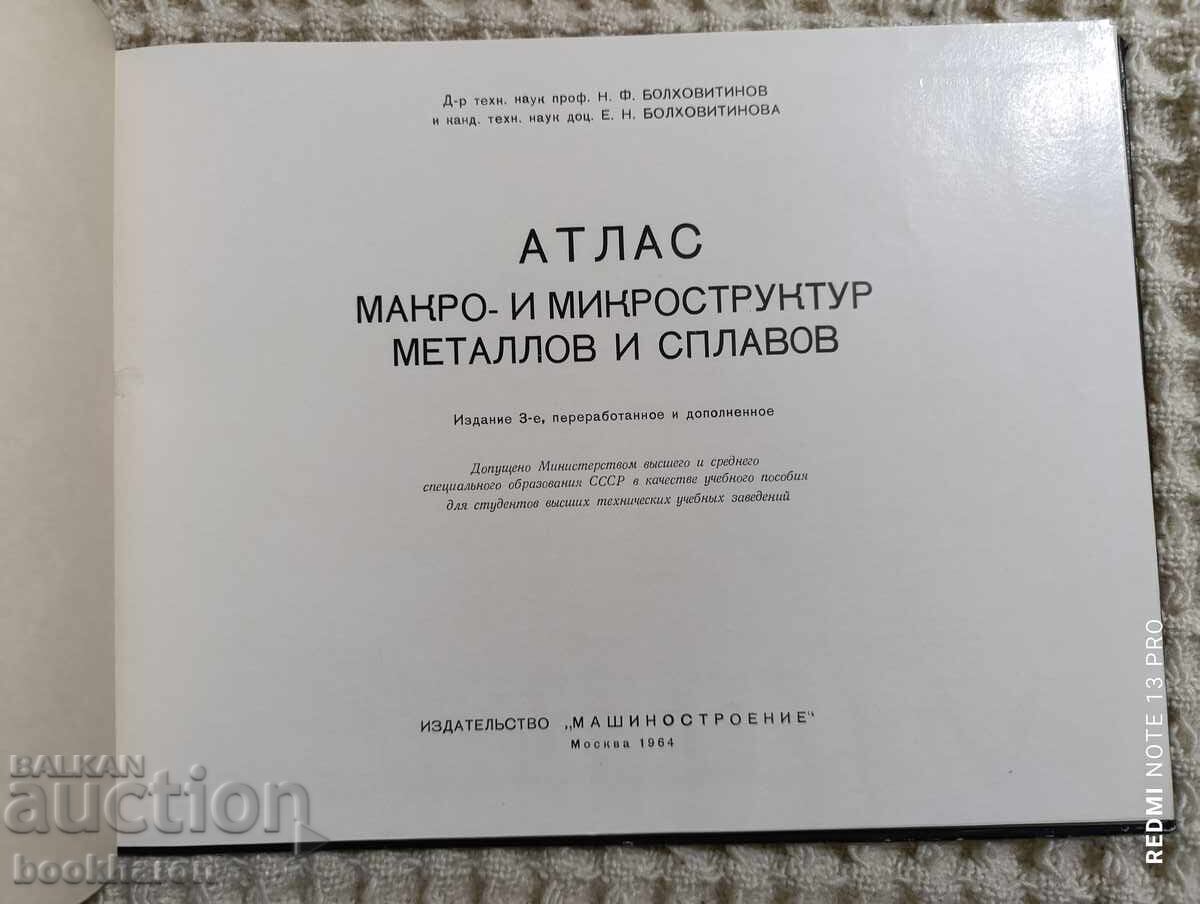 Д-р техн. наук проф. Н. Ф. БОЛХОВИТИНОВ
и канд. техн. наук доц. Е. Н. БОЛХОВИТИНОВА
АТЛАС
МАКРО- И МИКРОСТРУКТУР
МЕТАЛЛОВ И СПЛАВОВ
Издание 3-е, переработанное и дополненное
Допущено Министерством высшего и среднего
специального образования СССР в качестве учебного пособия
для студентов высших технических учебных заведений
ИЗДАТЕЛЬСТВО „МАШИНОСТРОЕНИЕ"
Москва 1964
BALKAN
auction
REDMI NOTE 13 PRO